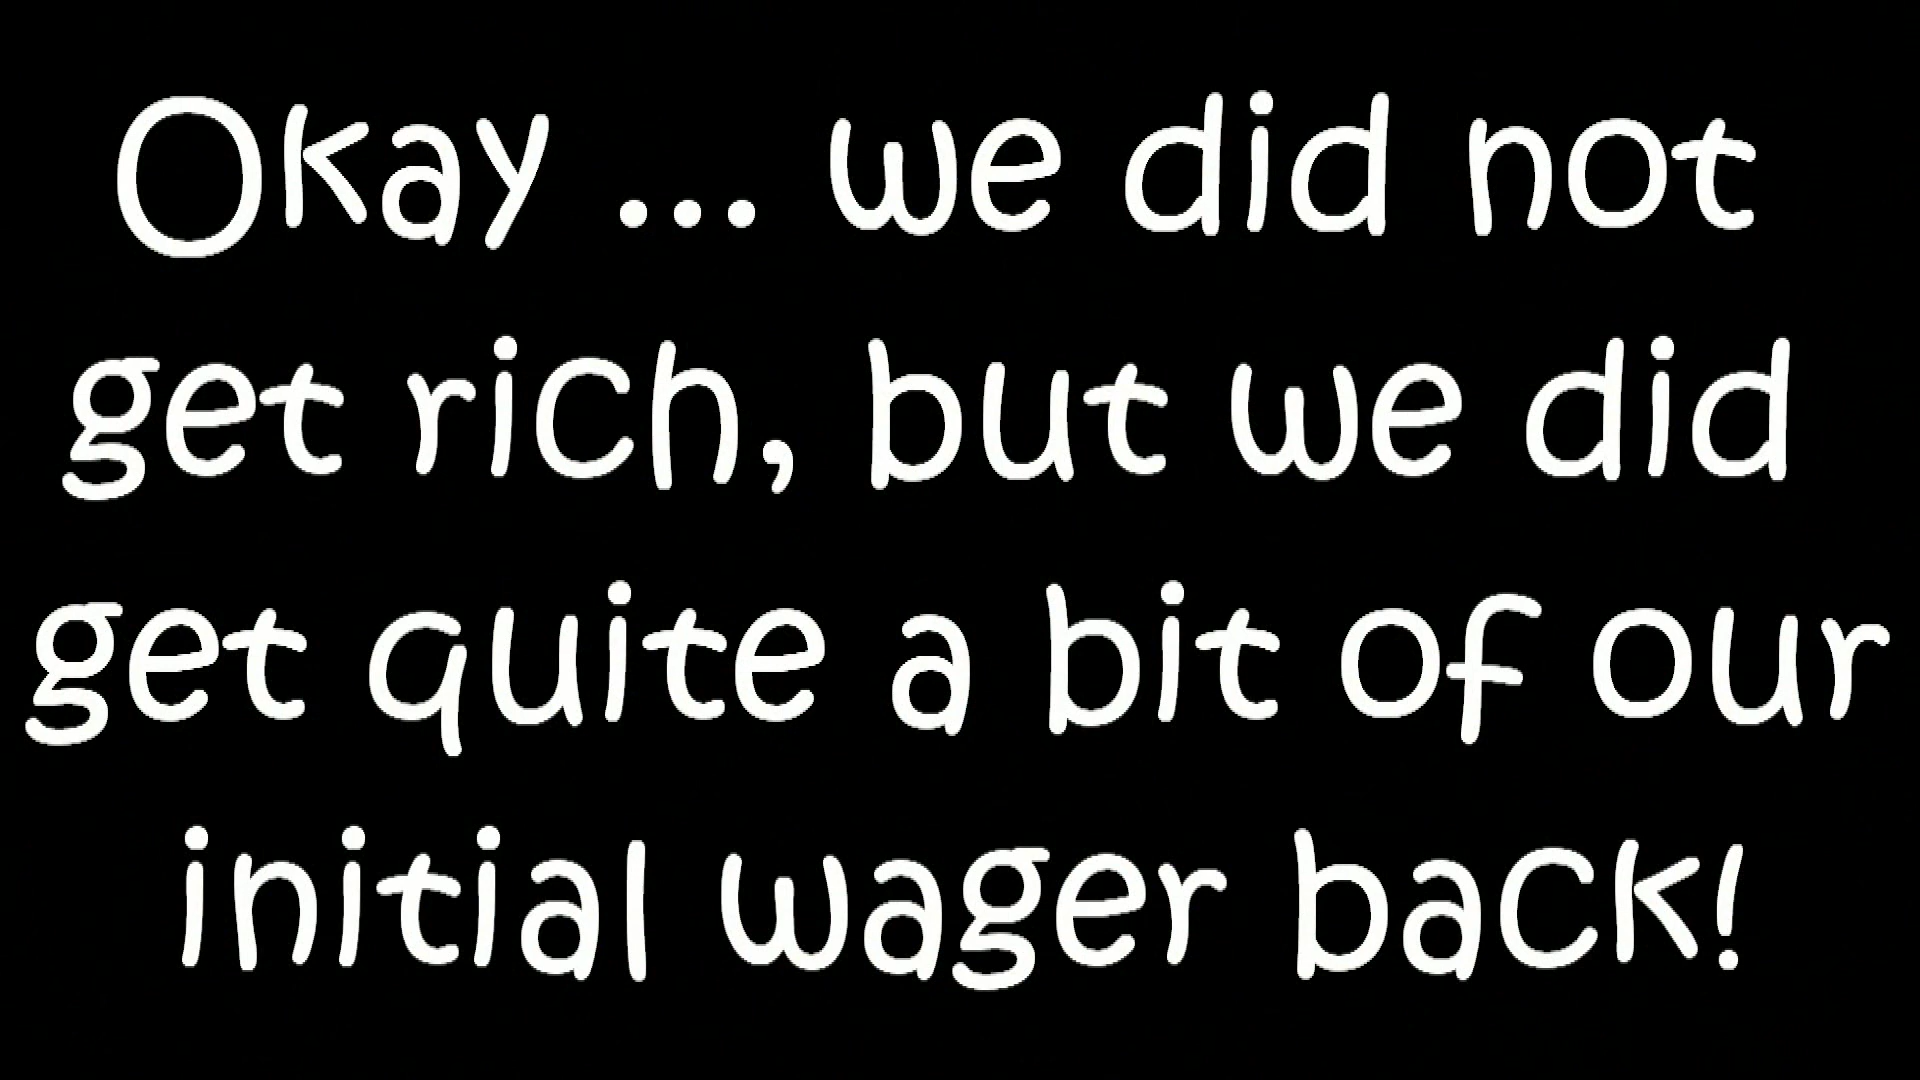 Okay ... we did not
get rich, but we did
get quite a bit of our
initial wager back!